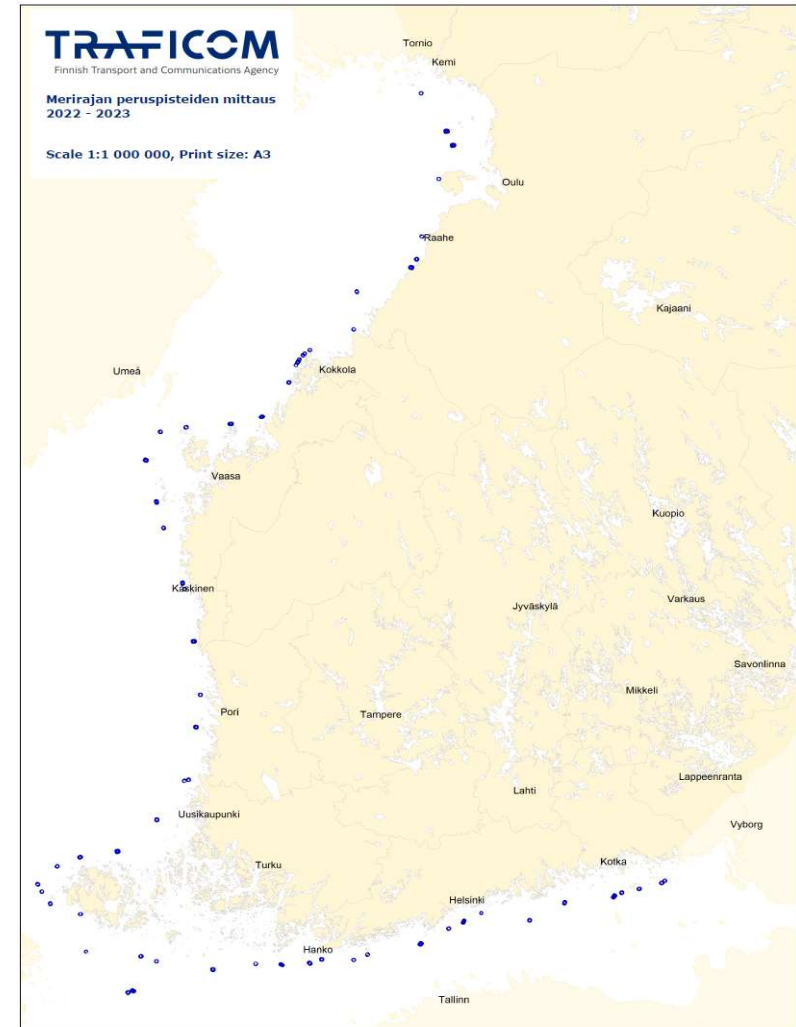 TRAFICOM
Finnish Transport and Communications Agency
Merirajan peruspisteiden mittaus
2022 - 2023
Scale 1:1 000 000, Print size: A3
Tornio
Kemi
Oulu
Raahe
Kajaani
Umeå
Kokkola
Vaasa
Kuopio
Kaskinen
Jyväskylä
Varkaus
Savonlinna
Mikkeli
Pori
Tampere
Lappeenranta
Lahti
Uusikaupunki
Vyborg
Turku
Kotka
Helsinki
Hanko
Tallinn